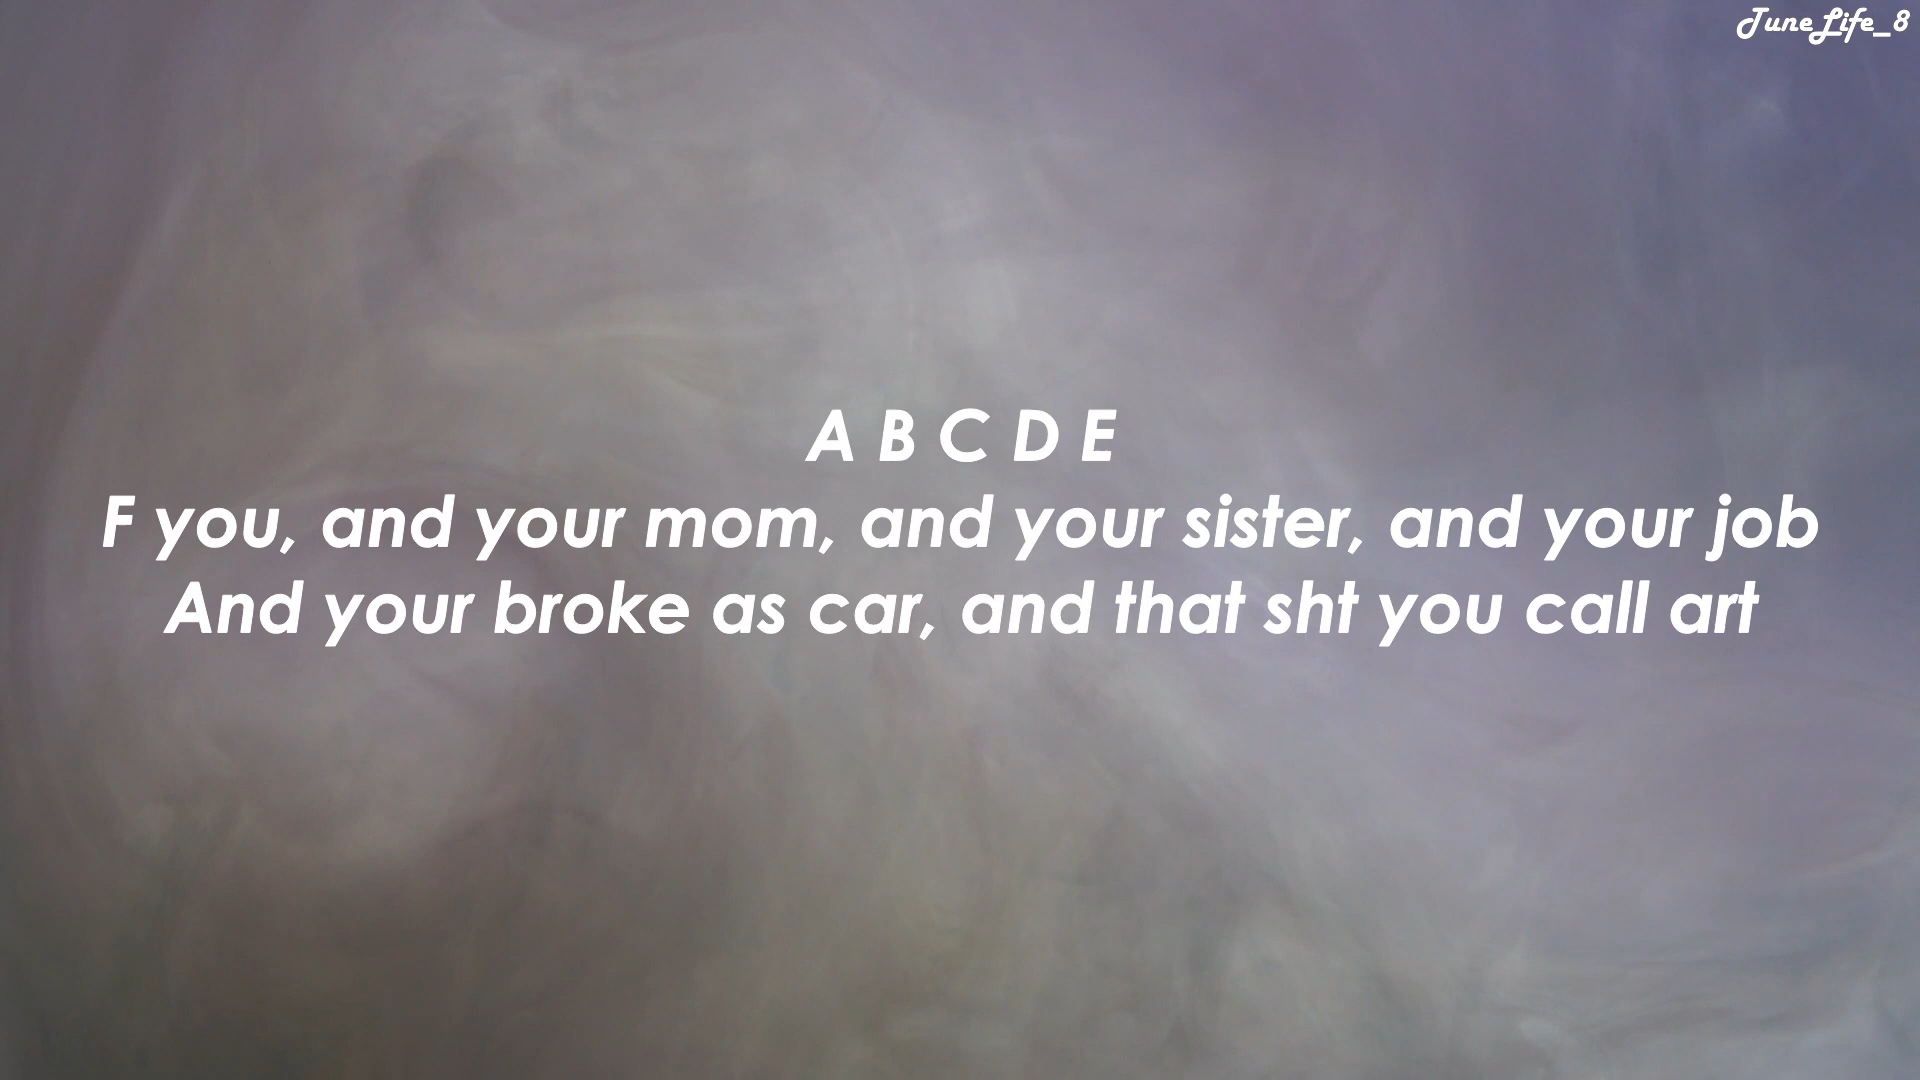 TuneLife_8
A B C D E
F you, and your mom, and your sister, and your job
And your broke as car, and that sht you call art